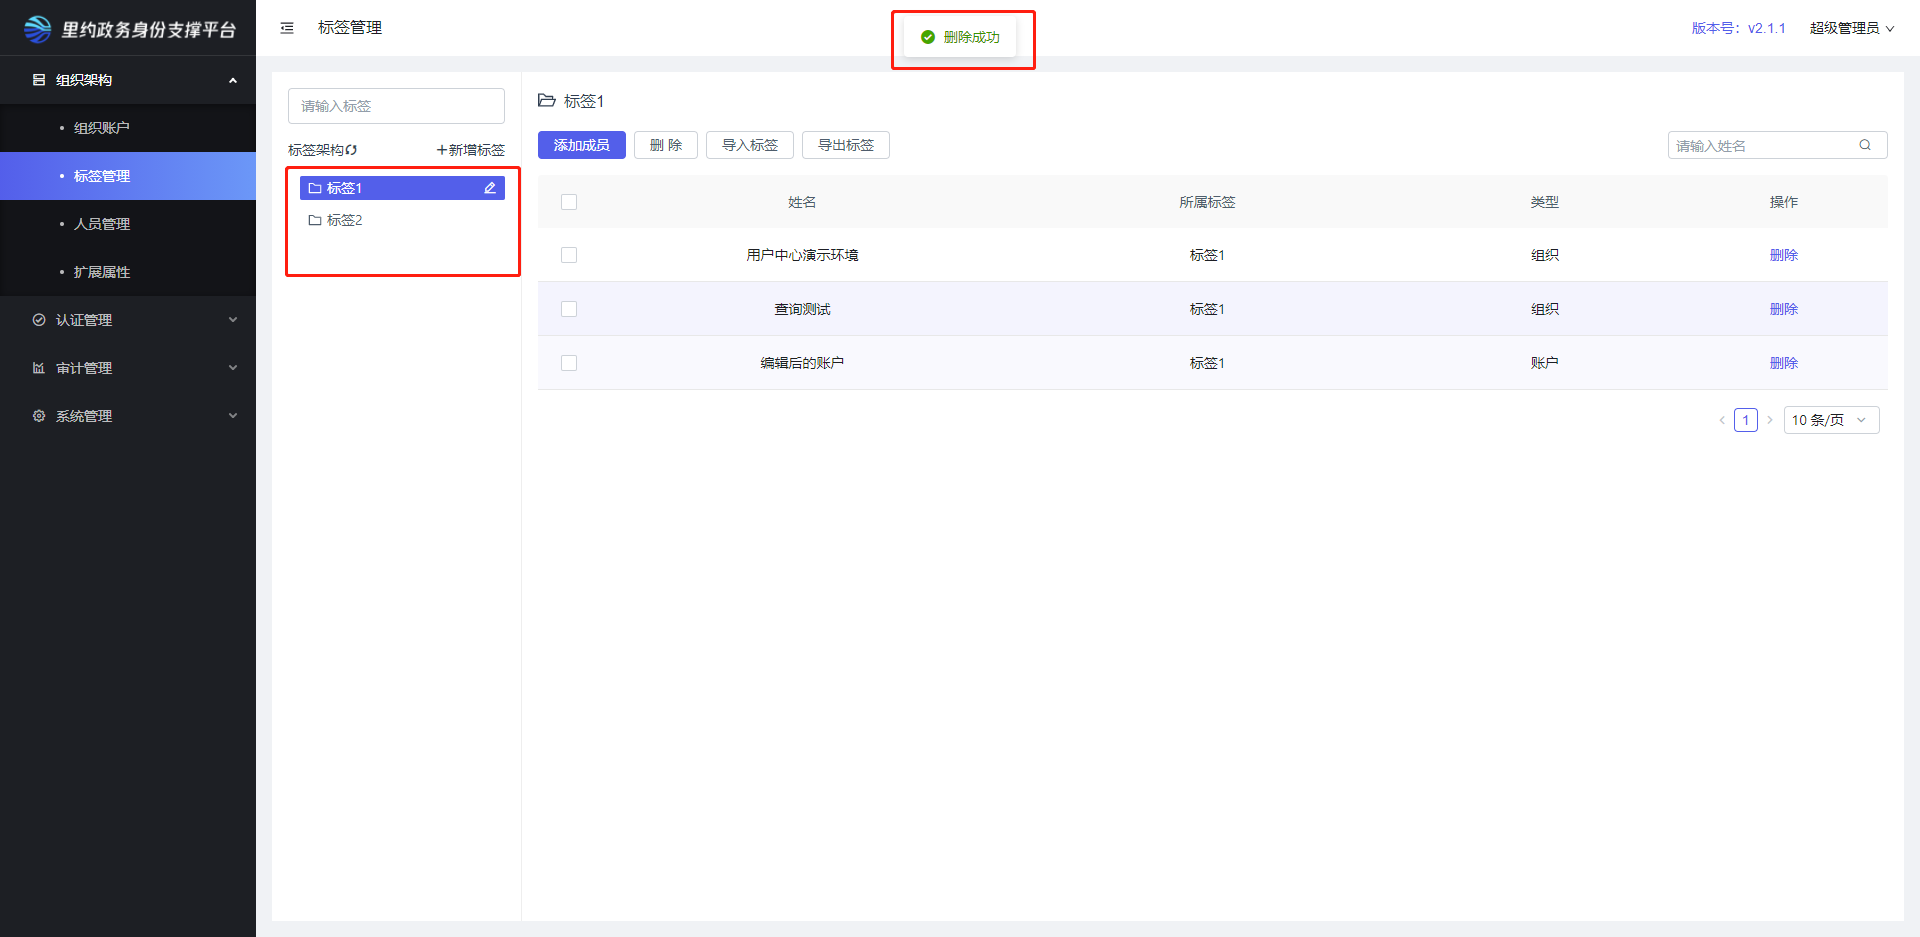 里约政务身份支撑平台
标签管理
删除成功
版本号：v2.1.1
超级管理员
组织架构
组织账户
标签管理
人员管理
扩展属性
认证管理
审计管理
系统管理
请输入标签
标签架构
+新增标签
标签1
标签2
标签1
添加成员
删 除
导入标签
导出标签
请输入姓名
姓名 所属标签 类型 操作
用户中心演示环境 标签1 组织 删除
查询测试 标签1 组织 删除
编辑后的账户 标签1 账户 删除
1
10 条/页